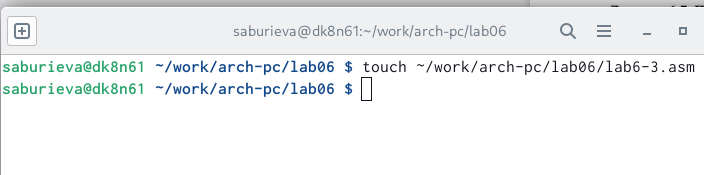 saburieva@dk8n61:~/work/arch-pc/lab06
saburieva@dk8n61 ~/work/arch-pc/lab06 $ touch ~/work/arch-pc/lab06/lab6-3.asm
saburieva@dk8n61 ~/work/arch-pc/lab06 $